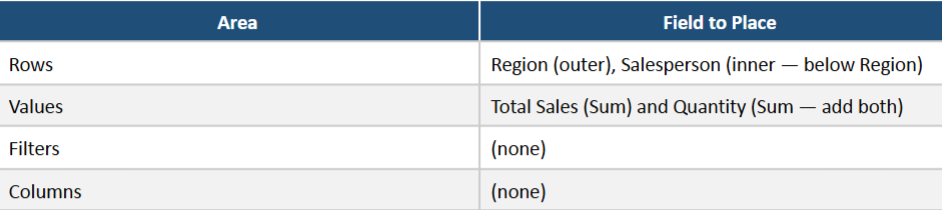 Area Field to Place
Rows Region (outer), Salesperson (inner — below Region)
Values Total Sales (Sum) and Quantity (Sum — add both)
Filters (none)
Columns (none)